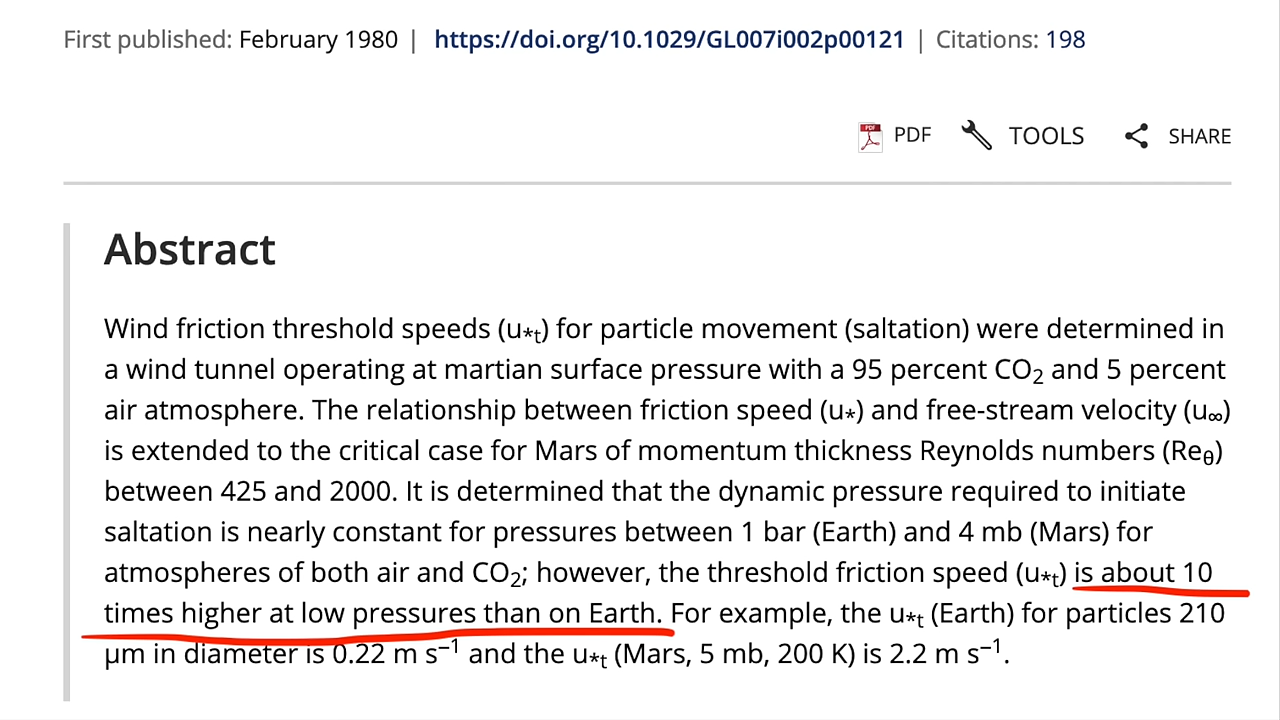 First published: February 1980 | https://doi.org/10.1029/GL007i002p00121 | Citations: 198
PDF TOOLS SHARE
Abstract
Wind friction threshold speeds (u*t) for particle movement (saltation) were determined in
a wind tunnel operating at martian surface pressure with a 95 percent CO₂ and 5 percent
air atmosphere. The relationship between friction speed (u*) and free-stream velocity (u∞)
is extended to the critical case for Mars of momentum thickness Reynolds numbers (Reθ)
between 425 and 2000. It is determined that the dynamic pressure required to initiate
saltation is nearly constant for pressures between 1 bar (Earth) and 4 mb (Mars) for
atmospheres of both air and CO₂; however, the threshold friction speed (u*t) is about 10
times higher at low pressures than on Earth. For example, the u*t (Earth) for particles 210
μm in diameter is 0.22 m s⁻¹ and the u*t (Mars, 5 mb, 200 K) is 2.2 m s⁻¹.